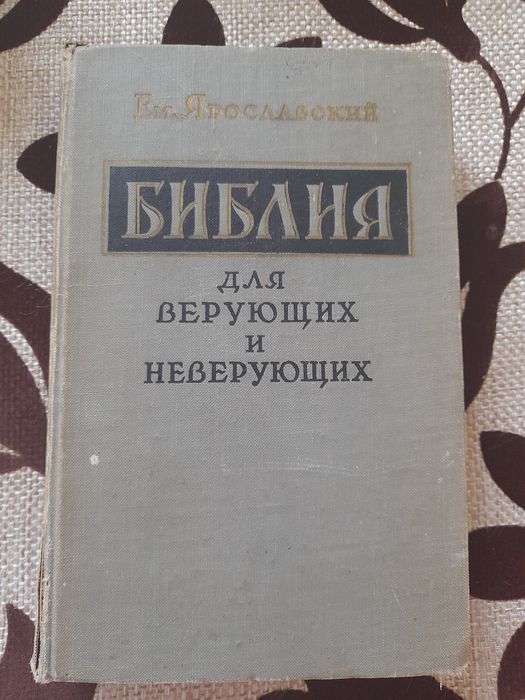 Ем. Ярославский
БИБЛИЯ
ДЛЯ
ВЕРУЮЩИХ
И
НЕВЕРУЮЩИХ